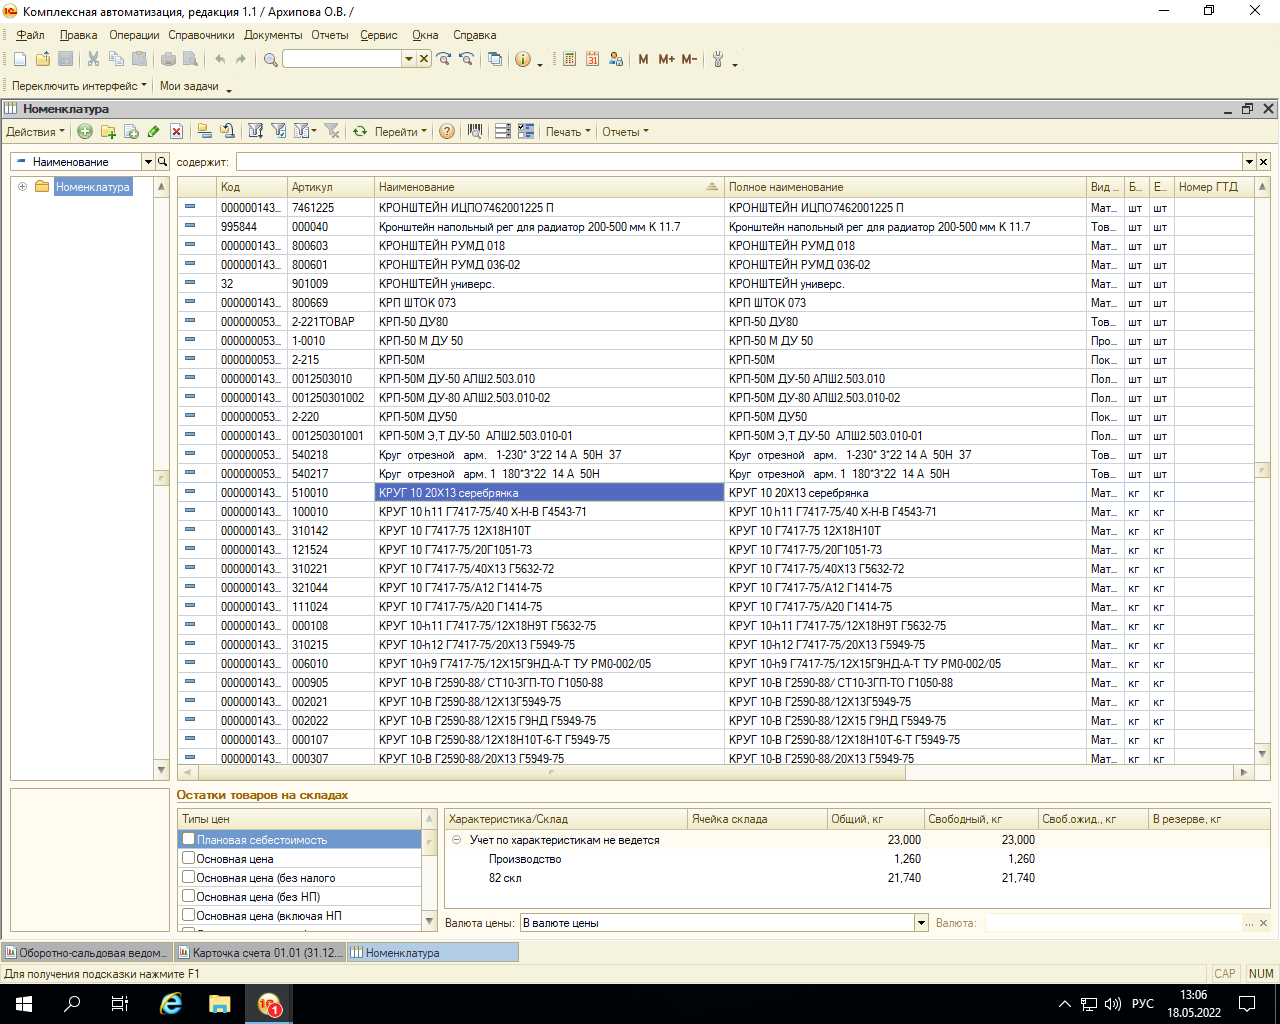 Комплексная автоматизация, редакция 1.1 / Архипова О.В. /
Файл Правка Операции Справочники Документы Отчеты Сервис Окна Справка
M M+ M-
Переключить интерфейс Мои задачи
Номенклатура
Действия Перейти Печать Отчеты
Наименование содержит:
Номенклатура
Код Артикул Наименование Полное наименование Вид ... Б... Е... Номер ГТД
000000143... 7461225 КРОНШТЕЙН ИЦПО7462001225 П КРОНШТЕЙН ИЦПО7462001225 П Мат... шт шт
995844 000040 Кронштейн напольный рег для радиатор 200-500 мм К 11.7 Кронштейн напольный рег для радиатор 200-500 мм К 11.7 Тов... шт шт
000000143... 800603 КРОНШТЕЙН РУМД 018 КРОНШТЕЙН РУМД 018 Мат... шт шт
000000143... 800601 КРОНШТЕЙН РУМД 036-02 КРОНШТЕЙН РУМД 036-02 Мат... шт шт
32 901009 КРОНШТЕЙН универс. КРОНШТЕЙН универс. Мат... шт шт
000000143... 800669 КРП ШТОК 073 КРП ШТОК 073 Мат... шт шт
000000053... 2-221ТОВАР КРП-50 ДУ80 КРП-50 ДУ80 Тов... шт шт
000000053... 1-0010 КРП-50 М ДУ 50 КРП-50 М ДУ 50 Про... шт шт
000000053... 2-215 КРП-50М КРП-50М Пок... шт шт
000000143... 0012503010 КРП-50М ДУ-50 АПШ2.503.010 КРП-50М ДУ-50 АПШ2.503.010 Пол... шт шт
000000143... 001250301002 КРП-50М ДУ-80 АПШ2.503.010-02 КРП-50М ДУ-80 АПШ2.503.010-02 Пол... шт шт
000000053... 2-220 КРП-50М ДУ50 КРП-50М ДУ50 Пок... шт шт
000000143... 001250301001 КРП-50М Э,Т ДУ-50 АПШ2.503.010-01 КРП-50М Э,Т ДУ-50 АПШ2.503.010-01 Пол... шт шт
000000053... 540218 Круг отрезной арм. 1-230* 3*22 14 А 50Н 37 Круг отрезной арм. 1-230* 3*22 14 А 50Н 37 Тов... шт шт
000000053... 540217 Круг отрезной арм. 1 180*3*22 14 А 50Н Круг отрезной арм. 1 180*3*22 14 А 50Н Тов... шт шт
000000143... 510010 КРУГ 10 20Х13 серебрянка КРУГ 10 20Х13 серебрянка Мат... кг кг
000000143... 100010 КРУГ 10 h11 Г7417-75/40 Х-Н-В Г4543-71 КРУГ 10 h11 Г7417-75/40 Х-Н-В Г4543-71 Мат... кг кг
000000143... 310142 КРУГ 10 Г7417-75 12Х18Н10Т КРУГ 10 Г7417-75 12Х18Н10Т Мат... кг кг
000000143... 121524 КРУГ 10 Г7417-75/20Г1051-73 КРУГ 10 Г7417-75/20Г1051-73 Мат... кг кг
000000143... 310221 КРУГ 10 Г7417-75/40Х13 Г5632-72 КРУГ 10 Г7417-75/40Х13 Г5632-72 Мат... кг кг
000000143... 321044 КРУГ 10 Г7417-75/А12 Г1414-75 КРУГ 10 Г7417-75/А12 Г1414-75 Мат... кг кг
000000143... 111024 КРУГ 10 Г7417-75/А20 Г1414-75 КРУГ 10 Г7417-75/А20 Г1414-75 Мат... кг кг
000000143... 000108 КРУГ 10-h11 Г7417-75/12Х18Н9Т Г5632-75 КРУГ 10-h11 Г7417-75/12Х18Н9Т Г5632-75 Мат... кг кг
000000143... 310215 КРУГ 10-h12 Г7417-75/20Х13 Г5949-75 КРУГ 10-h12 Г7417-75/20Х13 Г5949-75 Мат... кг кг
000000143... 006010 КРУГ 10-h9 Г7417-75/12Х15Г9НД-А-Т ТУ РМ0-002/05 КРУГ 10-h9 Г7417-75/12Х15Г9НД-А-Т ТУ РМ0-002/05 Мат... кг кг
000000143... 000905 КРУГ 10-В Г2590-88/ СТ10-3ГП-ТО Г1050-88 КРУГ 10-В Г2590-88/ СТ10-3ГП-ТО Г1050-88 Мат... кг кг
000000143... 002021 КРУГ 10-В Г2590-88/12Х13Г5949-75 КРУГ 10-В Г2590-88/12Х13Г5949-75 Мат... кг кг
000000143... 002022 КРУГ 10-В Г2590-88/12Х15 Г9НД Г5949-75 КРУГ 10-В Г2590-88/12Х15 Г9НД Г5949-75 Мат... кг кг
000000143... 000107 КРУГ 10-В Г2590-88/12Х18Н10Т-6-Т Г5949-75 КРУГ 10-В Г2590-88/12Х18Н10Т-6-Т Г5949-75 Мат... кг кг
000000143... 000307 КРУГ 10-В Г2590-88/20Х13 Г5949-75 КРУГ 10-В Г2590-88/20Х13 Г5949-75 Мат... кг кг
Остатки товаров на складах
Типы цен Характеристика/Склад Ячейка склада Общий, кг Свободный, кг Своб.ожид., кг В резерве, кг
Плановая себестоимость Учет по характеристикам не ведется 23,000 23,000
Основная цена Производство 1,260 1,260
Основная цена (без налого 82 скл 21,740 21,740
Основная цена (без НП)
Основная цена (включая НП
Валюта цены: В валюте цены Валюта: ...
Оборотно-сальдовая ведом... Карточка счета 01.01 (31.12... Номенклатура
Для получения подсказки нажмите F1 CAP NUM
1 РУС 13:06
18.05.2022